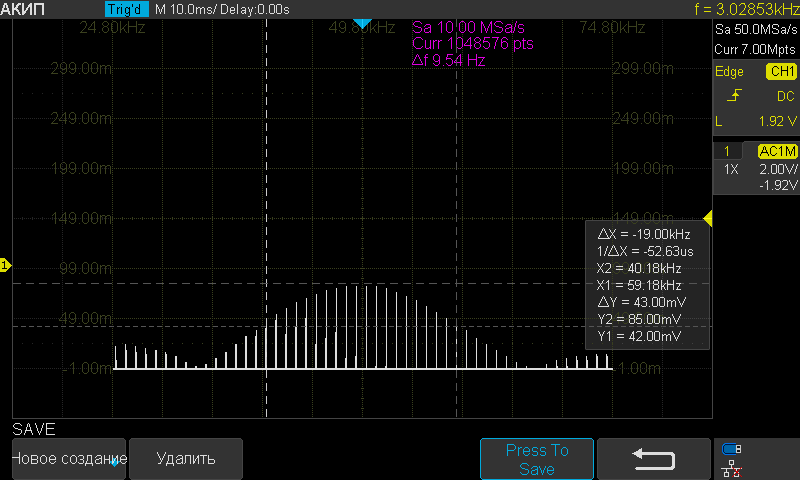 АКИП Trig'd M 10.0ms/ Delay:0.00s f = 3.02853kHz
24.80kHz 49.80kHz 74.80kHz
Sa 10.00 MSa/s
Curr 1048576 pts
Δf 9.54 Hz
Sa 50.0MSa/s
Curr 7.00Mpts
Edge CH1
DC
L 1.92 V
1 AC1M
1X 2.00V/
-1.92V
299.00m 299.00m
249.00m 249.00m
199.00m 199.00m
149.00m 149.00m
99.00m 99.00m
49.00m
-1.00m -1.00m
1
ΔX = -19.00kHz
1/ΔX = -52.63us
X2 = 40.18kHz
X1 = 59.18kHz
ΔY = 43.00mV
Y2 = 85.00mV
Y1 = 42.00mV
SAVE
Новое создание Удалить Press To
Save